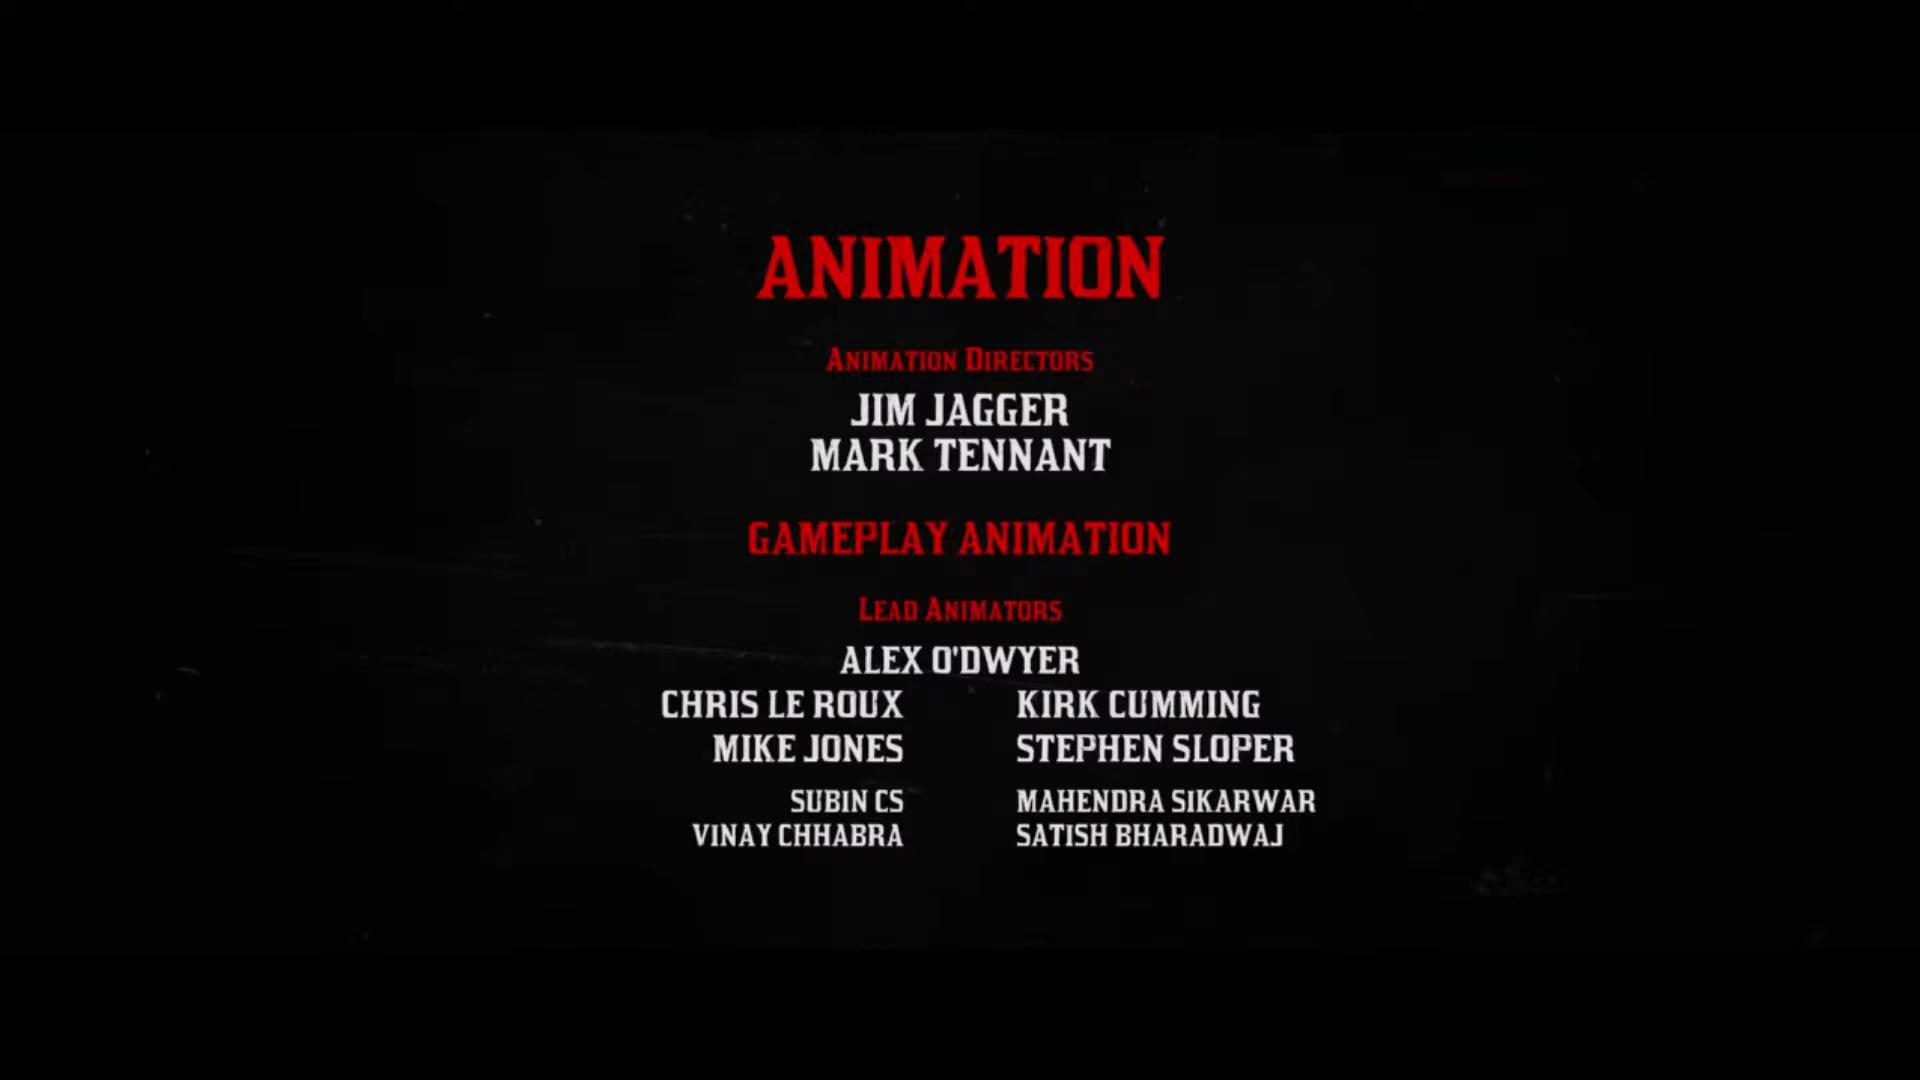 ANIMATION
ANIMATION DIRECTORS
JIM JAGGER
MARK TENNANT
GAMEPLAY ANIMATION
LEAD ANIMATORS
ALEX O'DWYER
CHRIS LE ROUX KIRK CUMMING
MIKE JONES STEPHEN SLOPER
SUBIN CS MAHENDRA SIKARWAR
VINAY CHHABRA SATISH BHARADWAJ